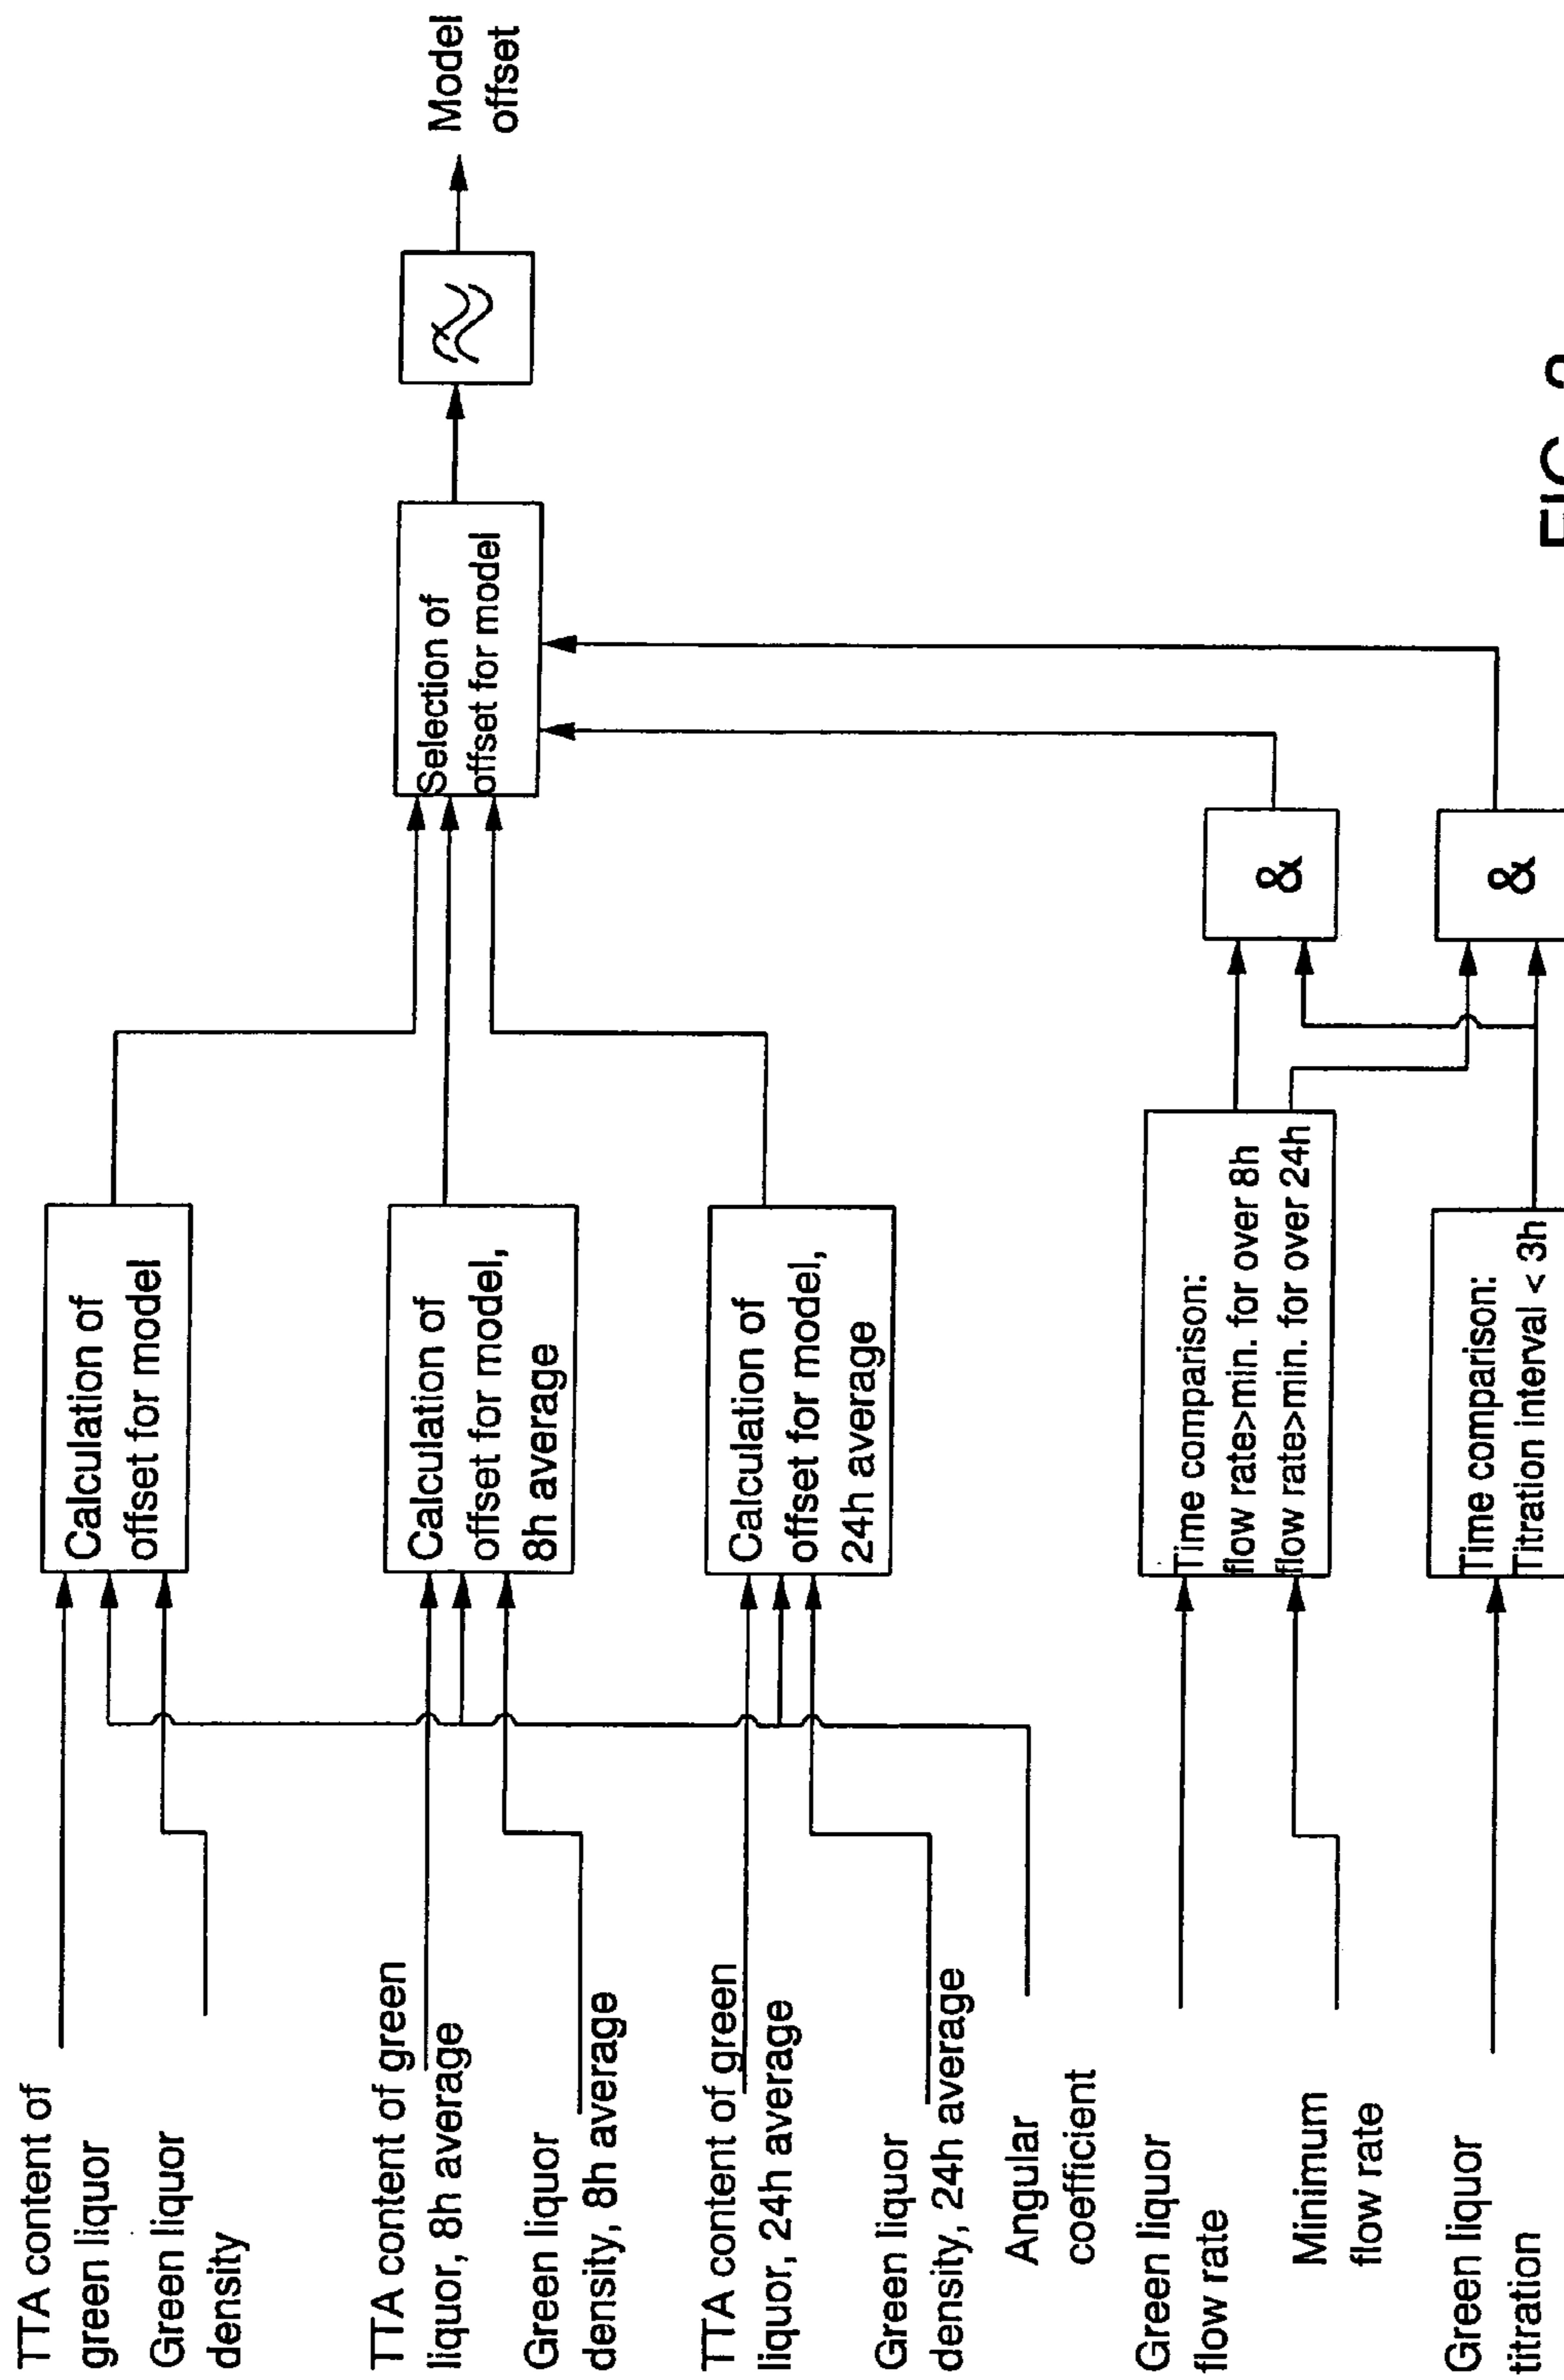 TTA content of
green liquor
Green liquor
density
TTA content of green
liquor, 8h average
Green liquor
density, 8h average
TTA content of green
liquor, 24h average
Green liquor
density, 24h average
Angular
coefficient
Green liquor
flow rate
Minimum
flow rate
Green liquor
titration
Calculation of
offset for model
Calculation of
offset for model,
8h average
Calculation of
offset for model,
24h average
Time comparison:
flow rate>min. for over 8h
flow rate>min. for over 24h
Time comparison:
Titration interval < 3h
&
&
Selection of
offset for model
Model
offset